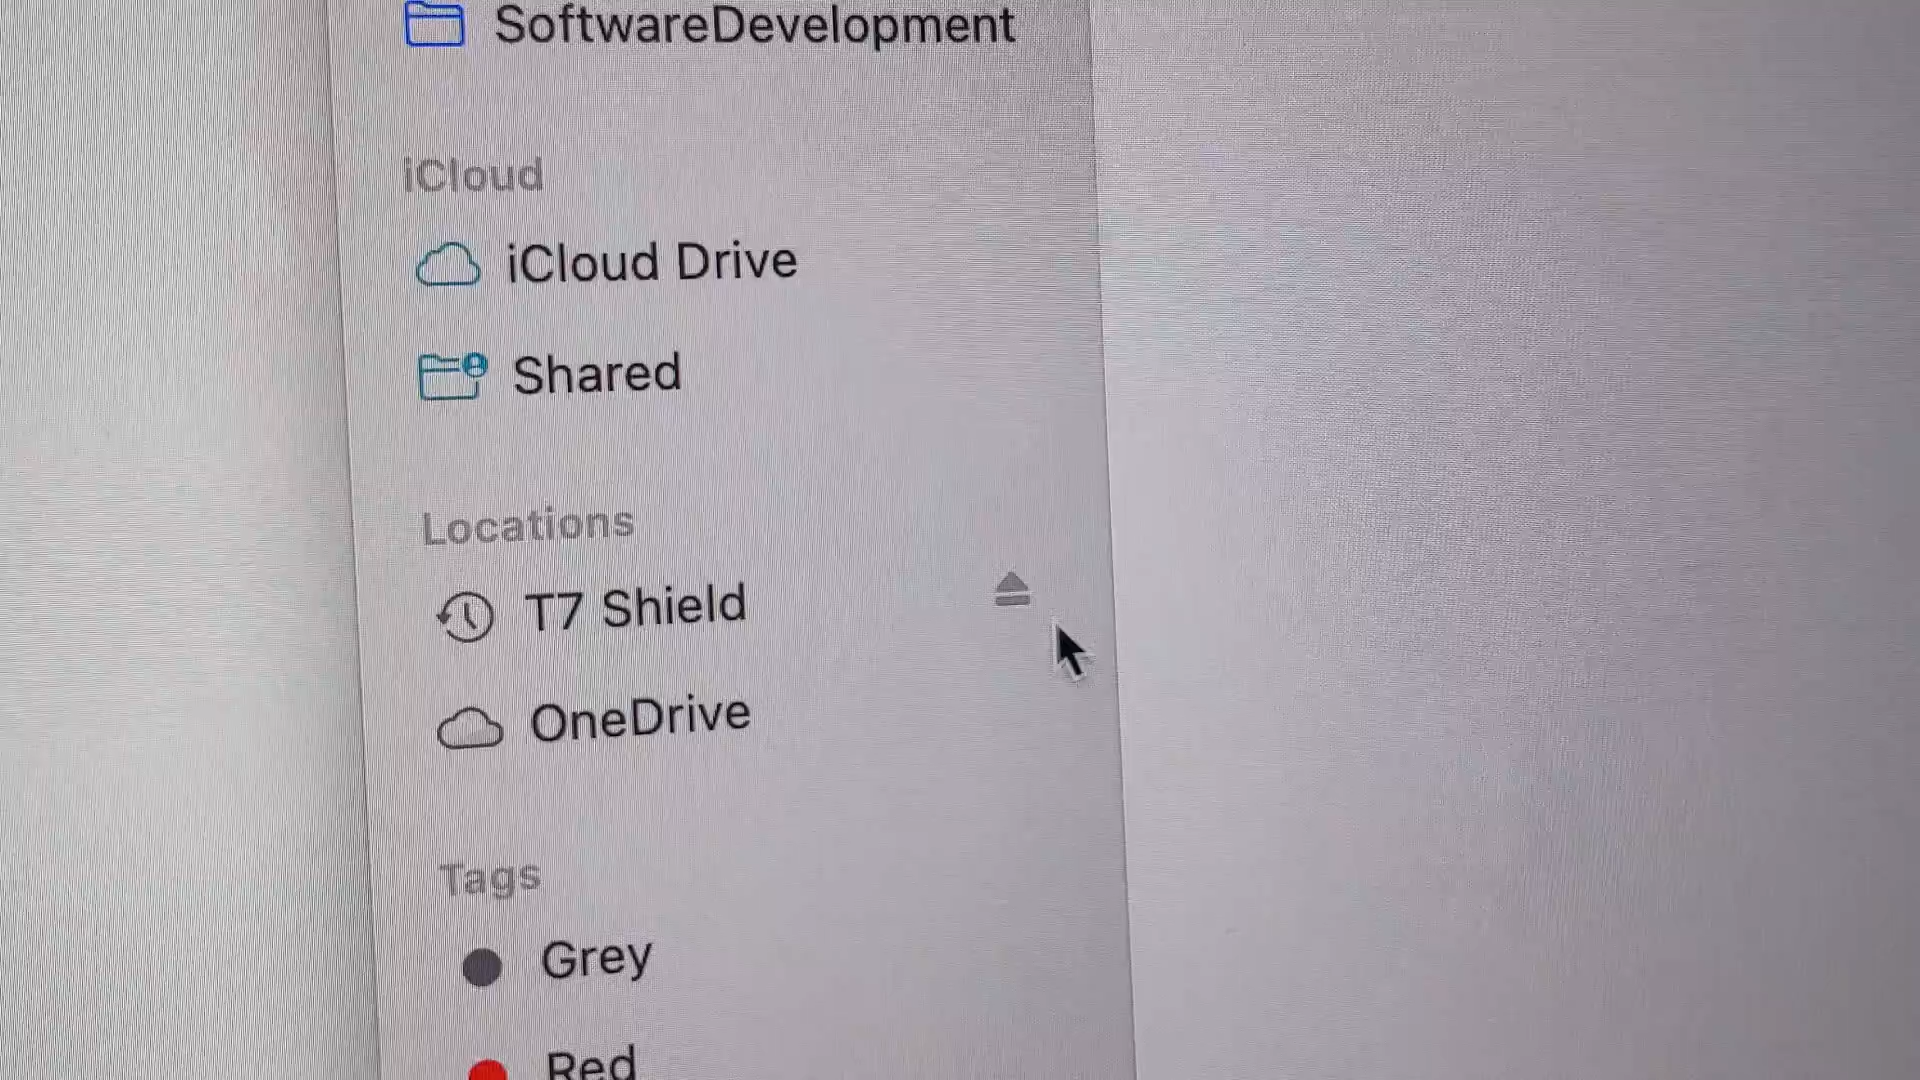 SoftwareDevelopment
iCloud
iCloud Drive
Shared
Locations
T7 Shield
OneDrive
Tags
Grey
Red